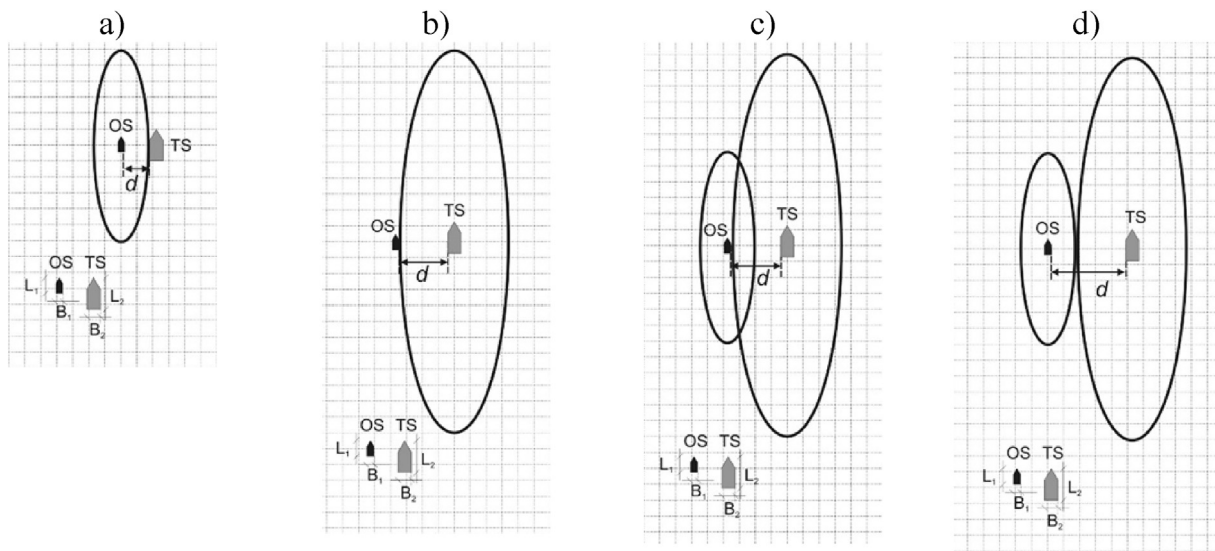 a)
OS
TS
d
OS TS
L₁
L₂
B₁
B₂
b)
TS
OS
d
OS TS
L₁
L₂
B₁
B₂
c)
TS
OS
d
OS TS
L₁
L₂
B₁
B₂
d)
TS
OS
d
OS TS
L₁
L₂
B₁
B₂